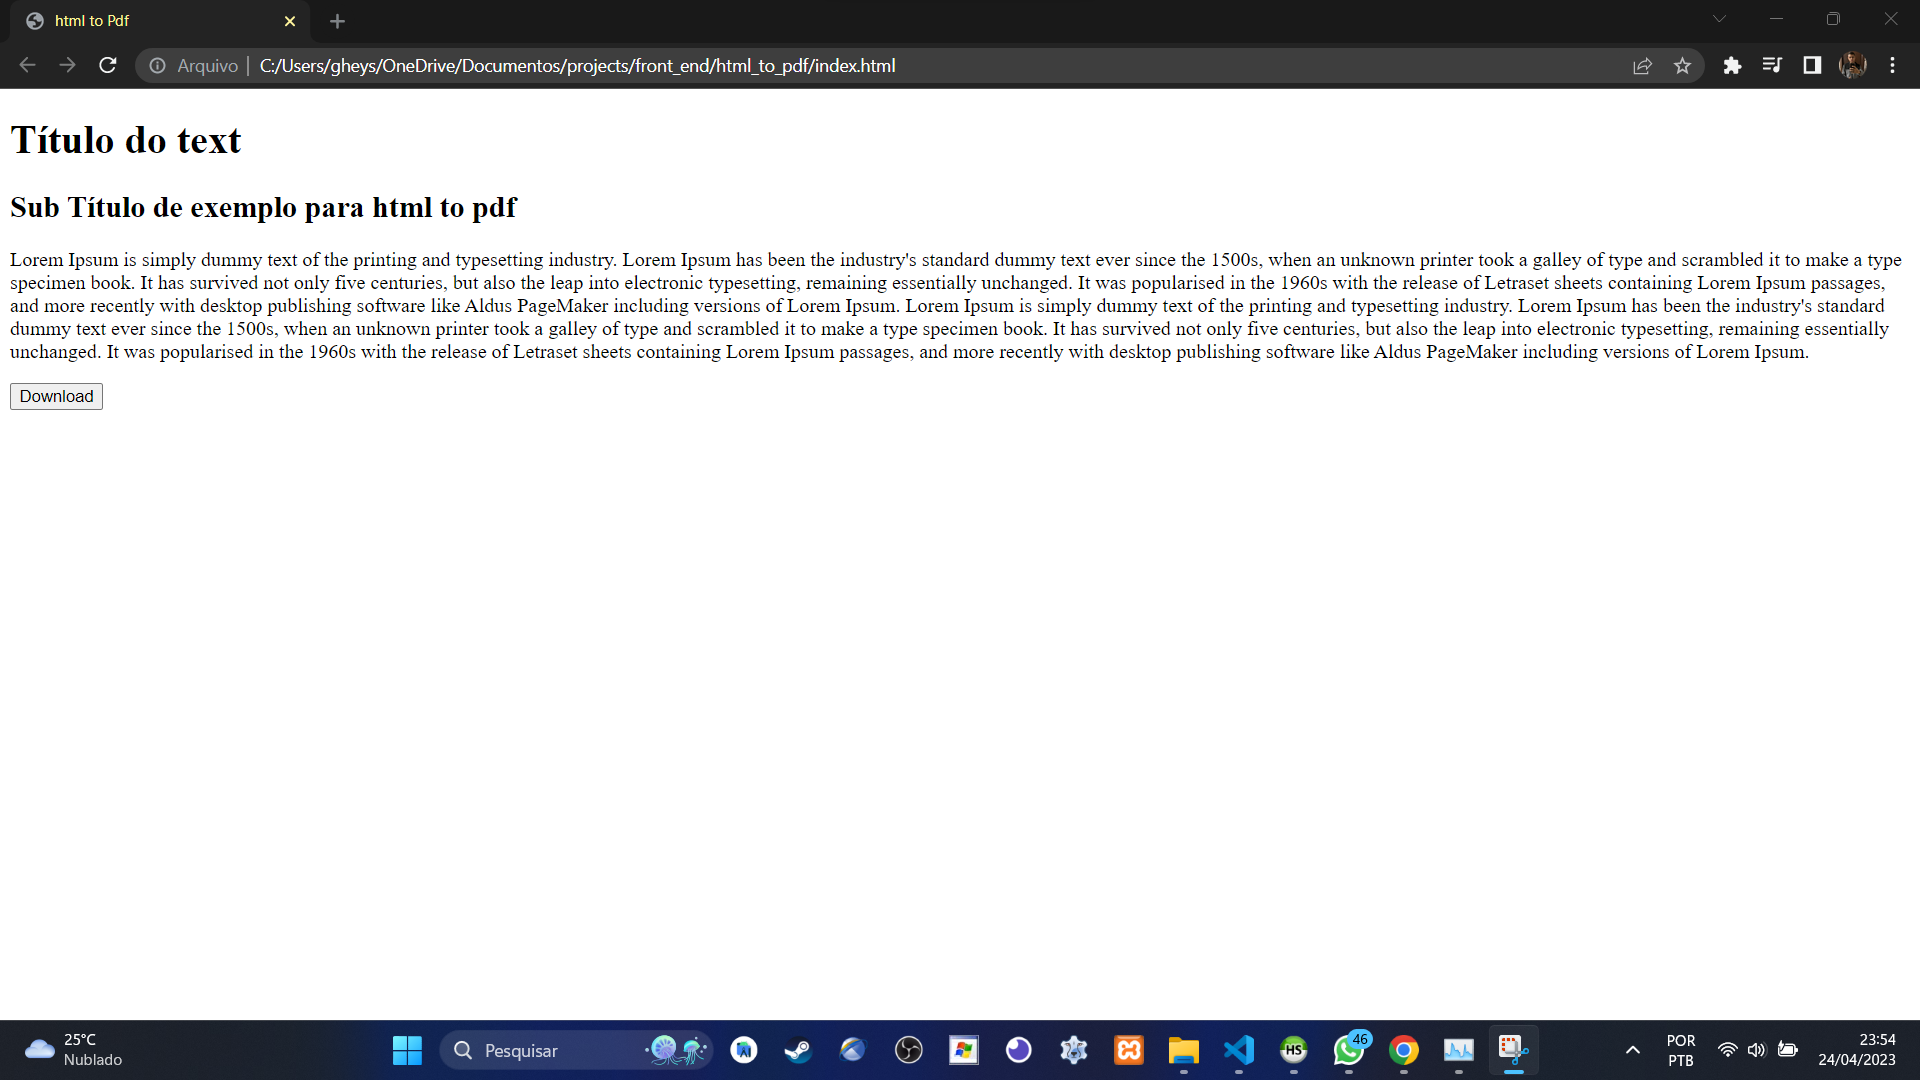 html to Pdf
Arquivo C:/Users/gheys/OneDrive/Documentos/projects/front_end/html_to_pdf/index.html
Título do text
Sub Título de exemplo para html to pdf
Lorem Ipsum is simply dummy text of the printing and typesetting industry. Lorem Ipsum has been the industry's standard dummy text ever since the 1500s, when an unknown printer took a galley of type and scrambled it to make a type
specimen book. It has survived not only five centuries, but also the leap into electronic typesetting, remaining essentially unchanged. It was popularised in the 1960s with the release of Letraset sheets containing Lorem Ipsum passages,
and more recently with desktop publishing software like Aldus PageMaker including versions of Lorem Ipsum. Lorem Ipsum is simply dummy text of the printing and typesetting industry. Lorem Ipsum has been the industry's standard
dummy text ever since the 1500s, when an unknown printer took a galley of type and scrambled it to make a type specimen book. It has survived not only five centuries, but also the leap into electronic typesetting, remaining essentially
unchanged. It was popularised in the 1960s with the release of Letraset sheets containing Lorem Ipsum passages, and more recently with desktop publishing software like Aldus PageMaker including versions of Lorem Ipsum.
Download
25°C
Nublado
Pesquisar
HS
46
POR
PTB
23:54
24/04/2023